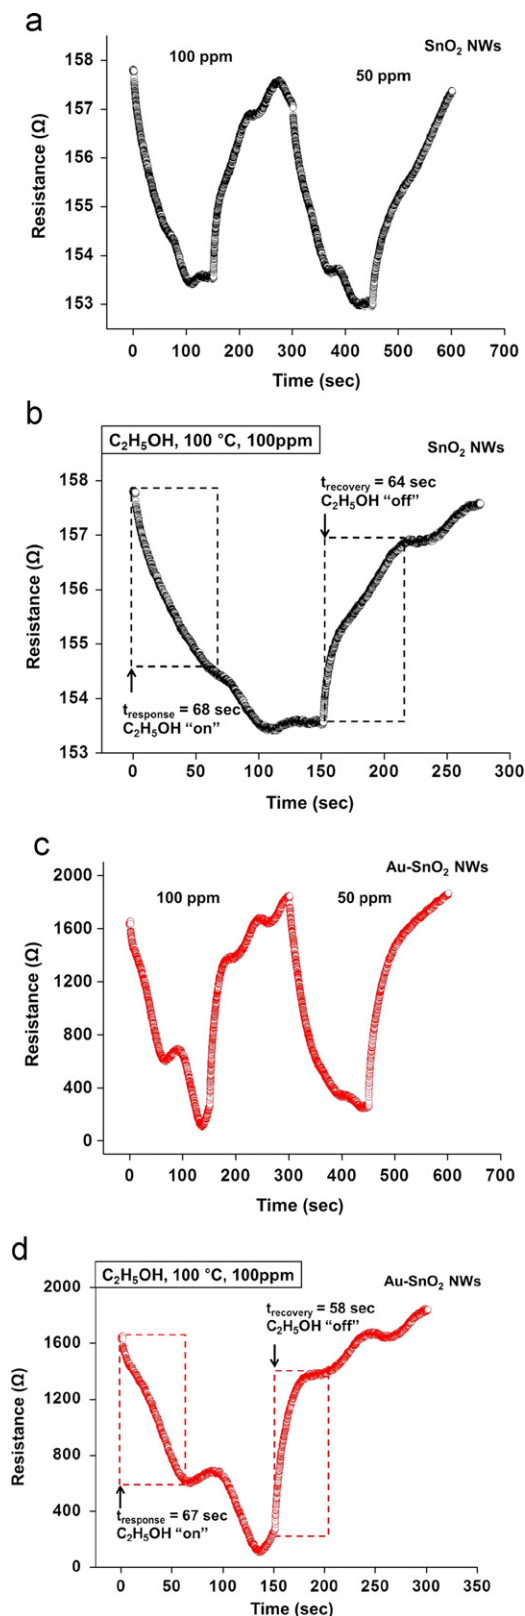 a
SnO₂ NWs
100 ppm
50 ppm
158
157
156
155
154
153
Resistance (Ω)
0 100 200 300 400 500 600 700
Time (sec)
b
C₂H₅OH, 100 °C, 100ppm
SnO₂ NWs
t_recovery = 64 sec
C₂H₅OH “off”
158
157
156
155
154
153
Resistance (Ω)
t_response = 68 sec
C₂H₅OH “on”
0 50 100 150 200 250 300
Time (sec)
c
Au-SnO₂ NWs
100 ppm
50 ppm
2000
1600
1200
800
400
0
Resistance (Ω)
0 100 200 300 400 500 600 700
Time (sec)
d
C₂H₅OH, 100 °C, 100ppm
Au-SnO₂ NWs
t_recovery = 58 sec
C₂H₅OH “off”
2000
1600
1200
800
400
0
Resistance (Ω)
t_response = 67 sec
C₂H₅OH “on”
0 50 100 150 200 250 300 350
Time (sec)